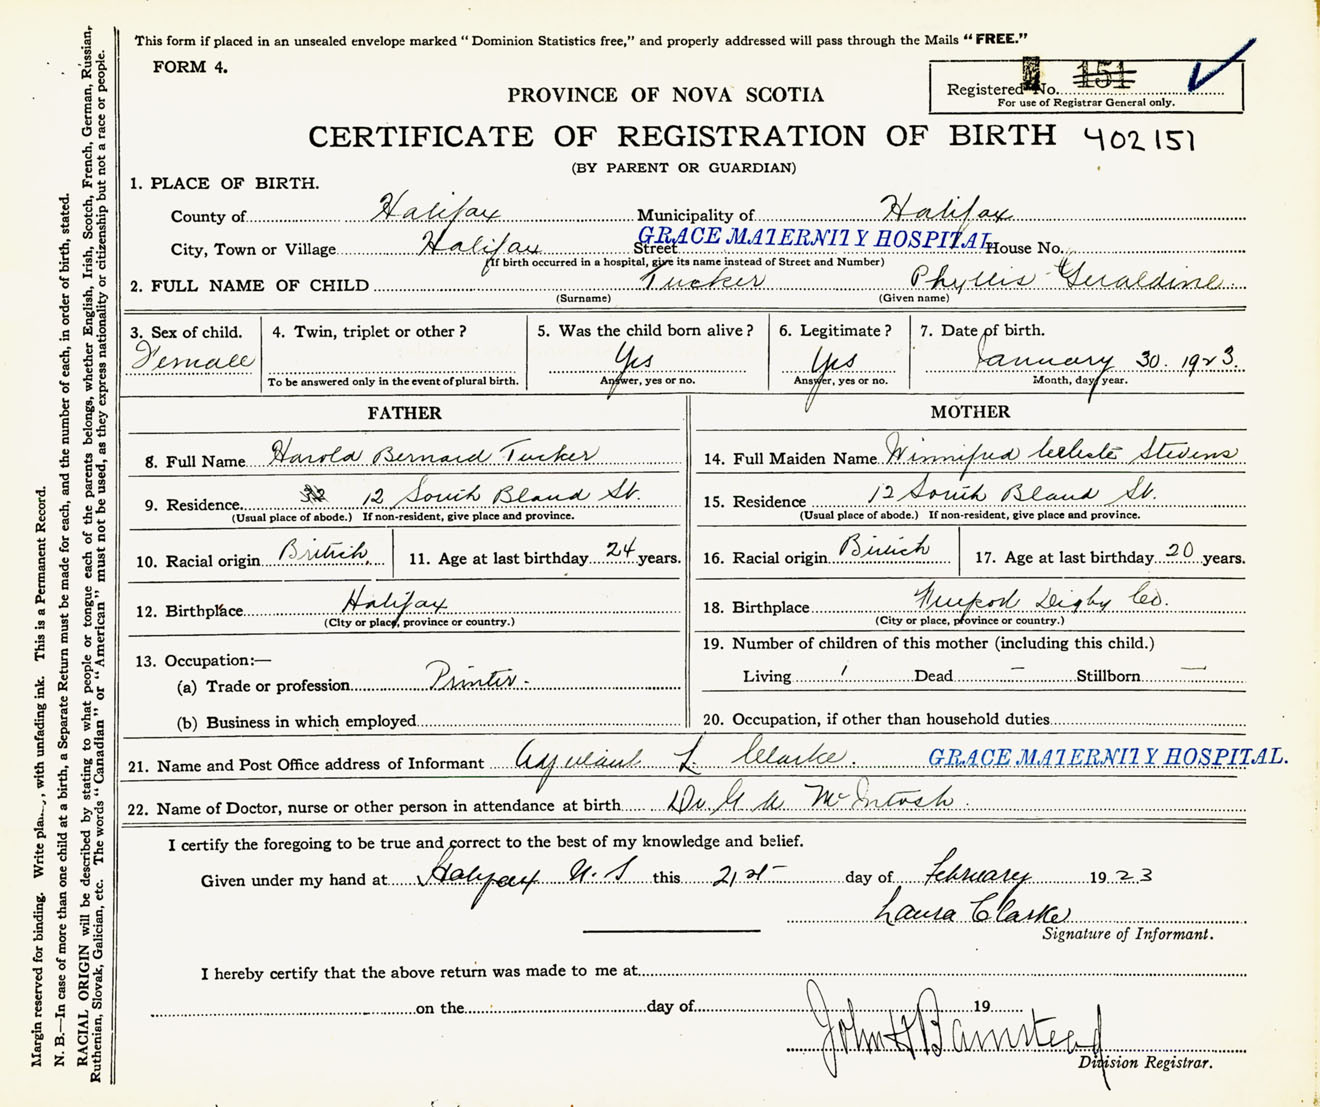 This form if placed in an unsealed envelope marked "Dominion Statistics free," and properly addressed will pass through the Mails "FREE."
FORM 4.
Registered No. 151
For use of Registrar General only.
PROVINCE OF NOVA SCOTIA
CERTIFICATE OF REGISTRATION OF BIRTH 402151
(BY PARENT OR GUARDIAN)
1. PLACE OF BIRTH.
County of Halifax Municipality of Halifax
City, Town or Village Halifax Street GRACE MATERNITY HOSPITAL House No.
(If birth occurred in a hospital, give its name instead of Street and Number)
2. FULL NAME OF CHILD Tucker Phyllis Geraldine
(Surname) (Given name)
3. Sex of child. Female
4. Twin, triplet or other?
To be answered only in the event of plural birth.
5. Was the child born alive? Yes
Answer, yes or no.
6. Legitimate? Yes
Answer, yes or no.
7. Date of birth. January 30. 1923.
Month, day, year.
FATHER
8. Full Name Harold Bernard Tucker
9. Residence 12 South Bland St.
(Usual place of abode.) If non-resident, give place and province.
10. Racial origin British
11. Age at last birthday 24 years.
12. Birthplace Halifax
(City or place, province or country.)
13. Occupation:—
(a) Trade or profession Printer.
(b) Business in which employed
MOTHER
14. Full Maiden Name Winnifred Celeste Stevens
15. Residence 12 South Bland St.
(Usual place of abode.) If non-resident, give place and province.
16. Racial origin British
17. Age at last birthday 20 years.
18. Birthplace Digby Co.
(City or place, province or country.)
19. Number of children of this mother (including this child.)
Living 1 Dead — Stillborn —
20. Occupation, if other than household duties
21. Name and Post Office address of Informant Adjutant L. Clarke. GRACE MATERNITY HOSPITAL.
22. Name of Doctor, nurse or other person in attendance at birth Dr. G. A. McIntosh.
I certify the foregoing to be true and correct to the best of my knowledge and belief.
Given under my hand at Halifax N.S this 21st day of February 1923
Laura Clarke
Signature of Informant.
I hereby certify that the above return was made to me at
on the day of 19
John H Barnstead
Division Registrar.
Margin reserved for binding. Write with unfading ink. This is a Permanent Record.
N. B.—In case of more than one child at a birth, a Separate Return must be made for each, and the number of each, in order of birth, stated.
RACIAL ORIGIN will be described by stating to what people or tongue each of the parents belongs, whether English, Irish, Scotch, French, German, Russian,
Ruthenian, Slovak, Galician, etc. The words "Canadian" or "American" must not be used, as they express nationality or citizenship but not a race or people.